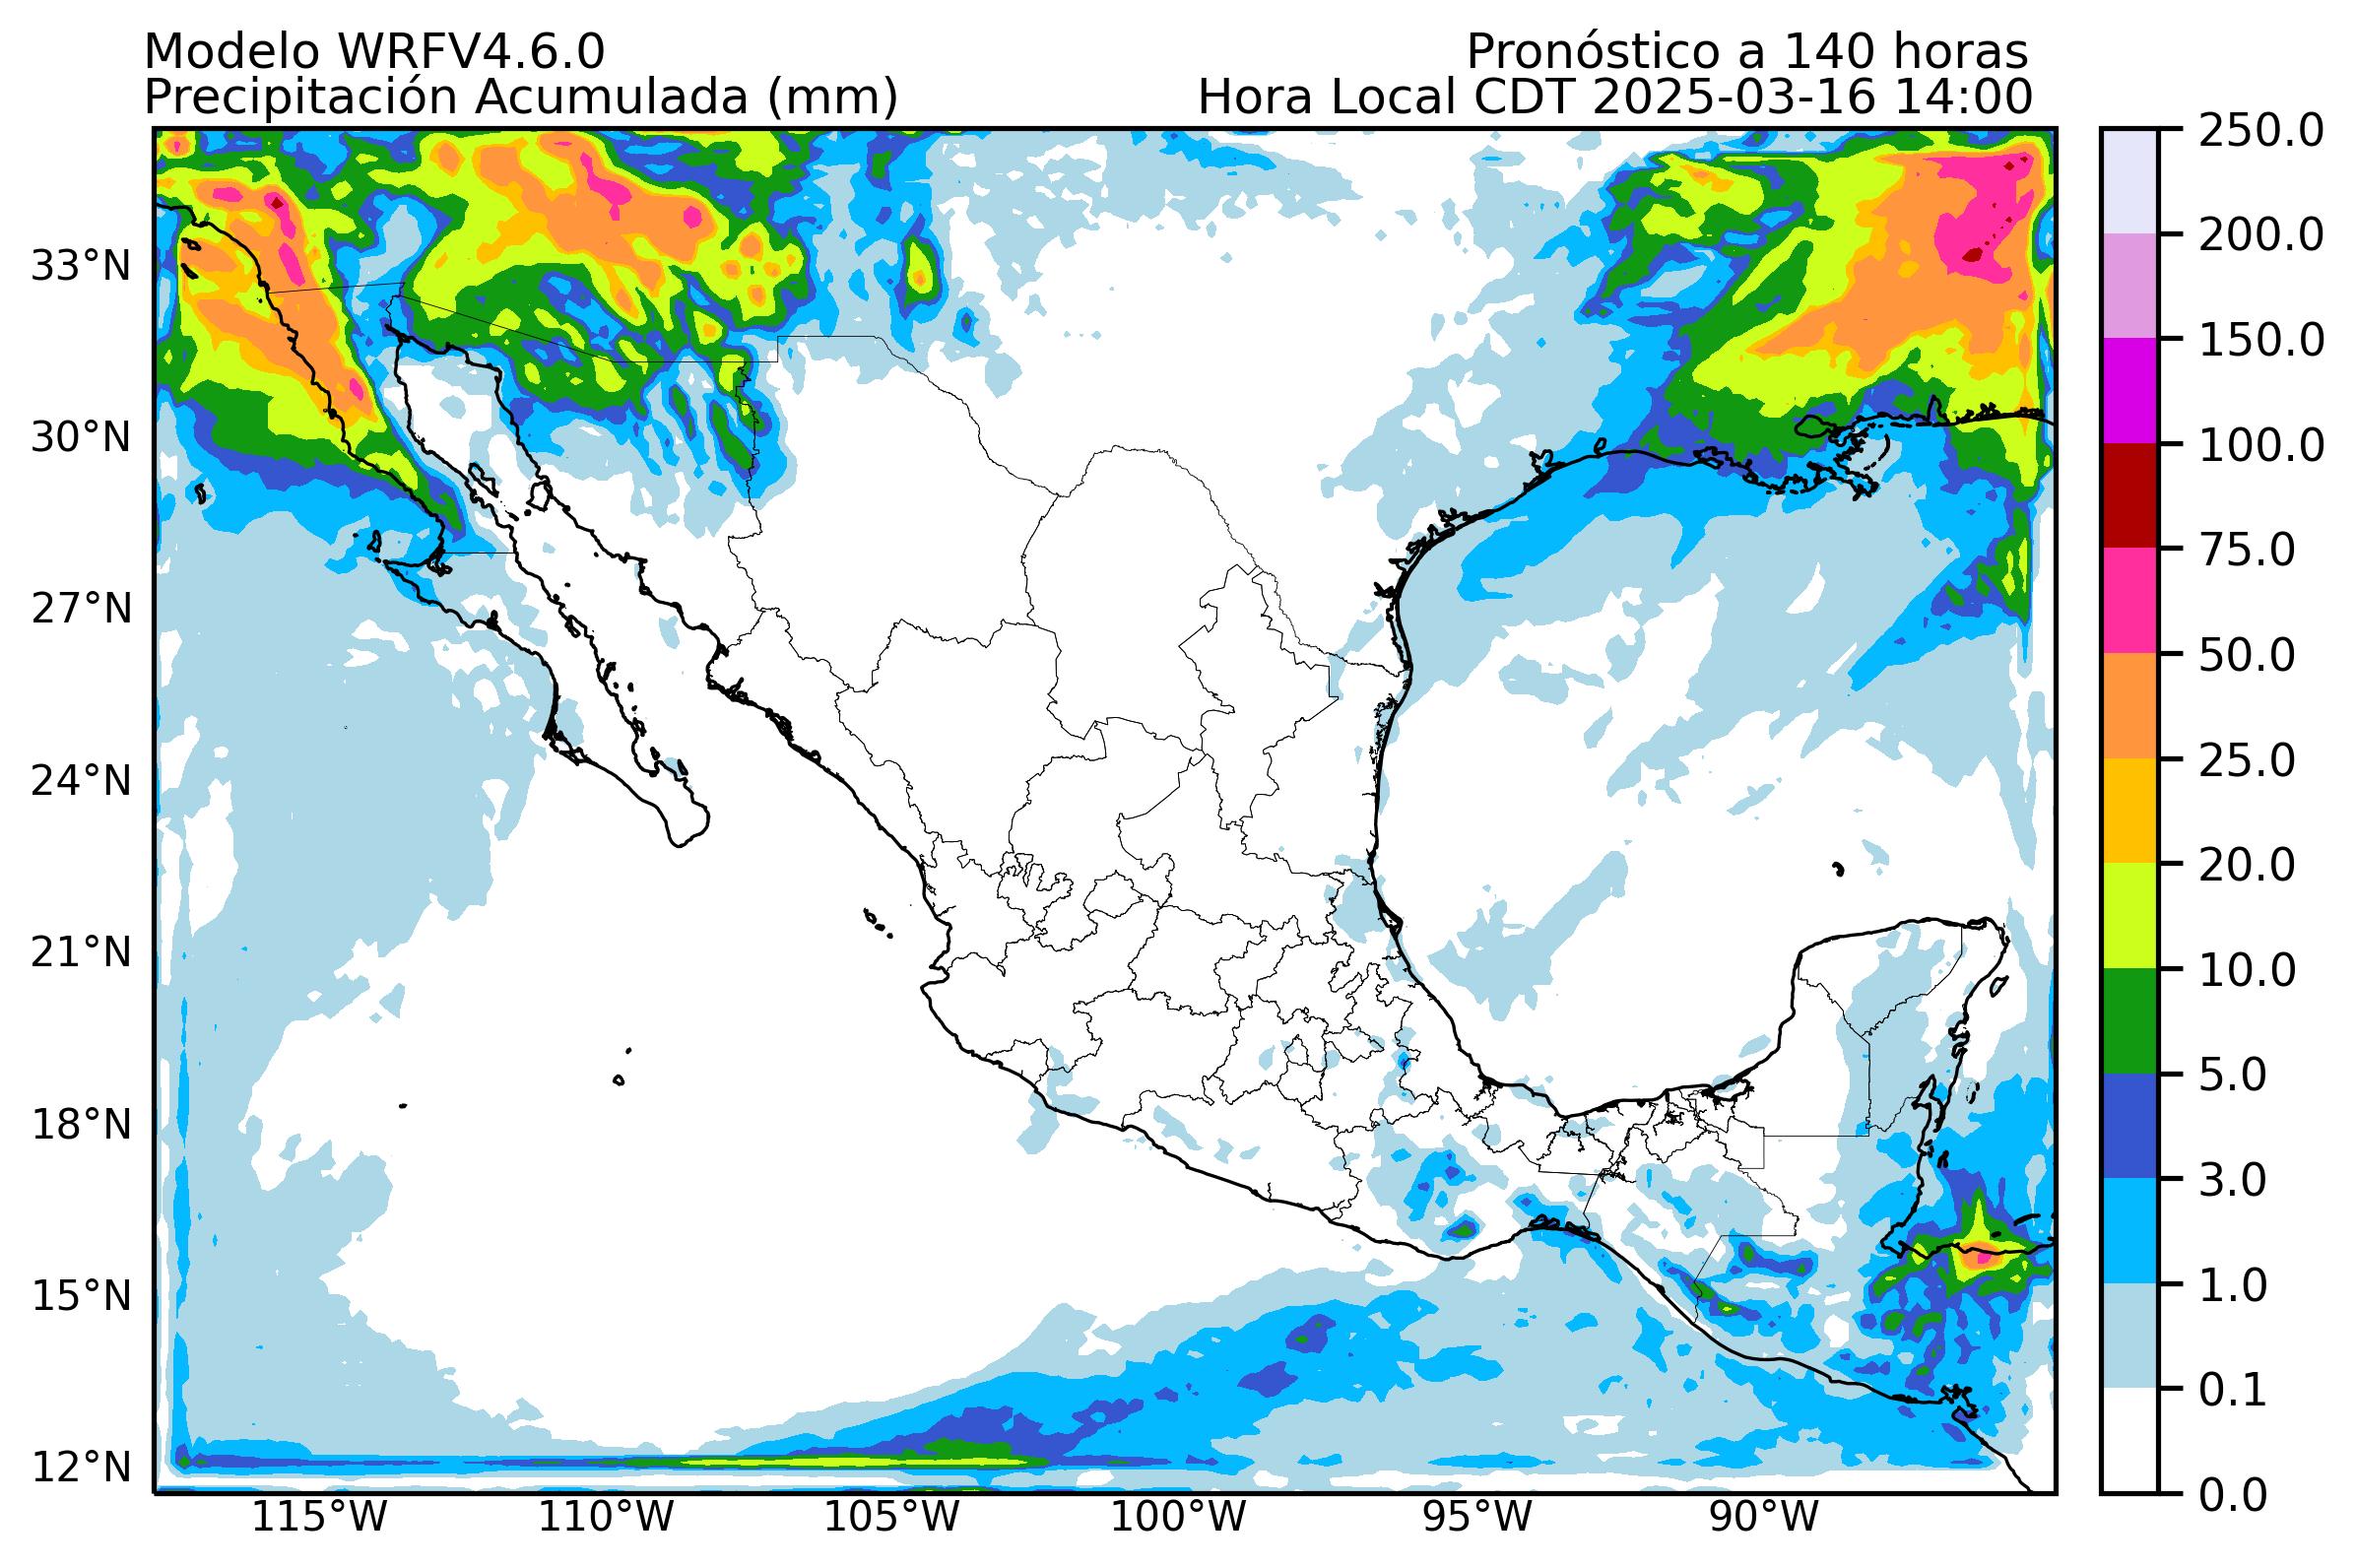 Modelo WRFV4.6.0
Pronóstico a 140 horas
Precipitación Acumulada (mm)
Hora Local CDT 2025-03-16 14:00
33°N
30°N
27°N
24°N
21°N
18°N
15°N
12°N
115°W
110°W
105°W
100°W
95°W
90°W
250.0
200.0
150.0
100.0
75.0
50.0
25.0
20.0
10.0
5.0
3.0
1.0
0.1
0.0